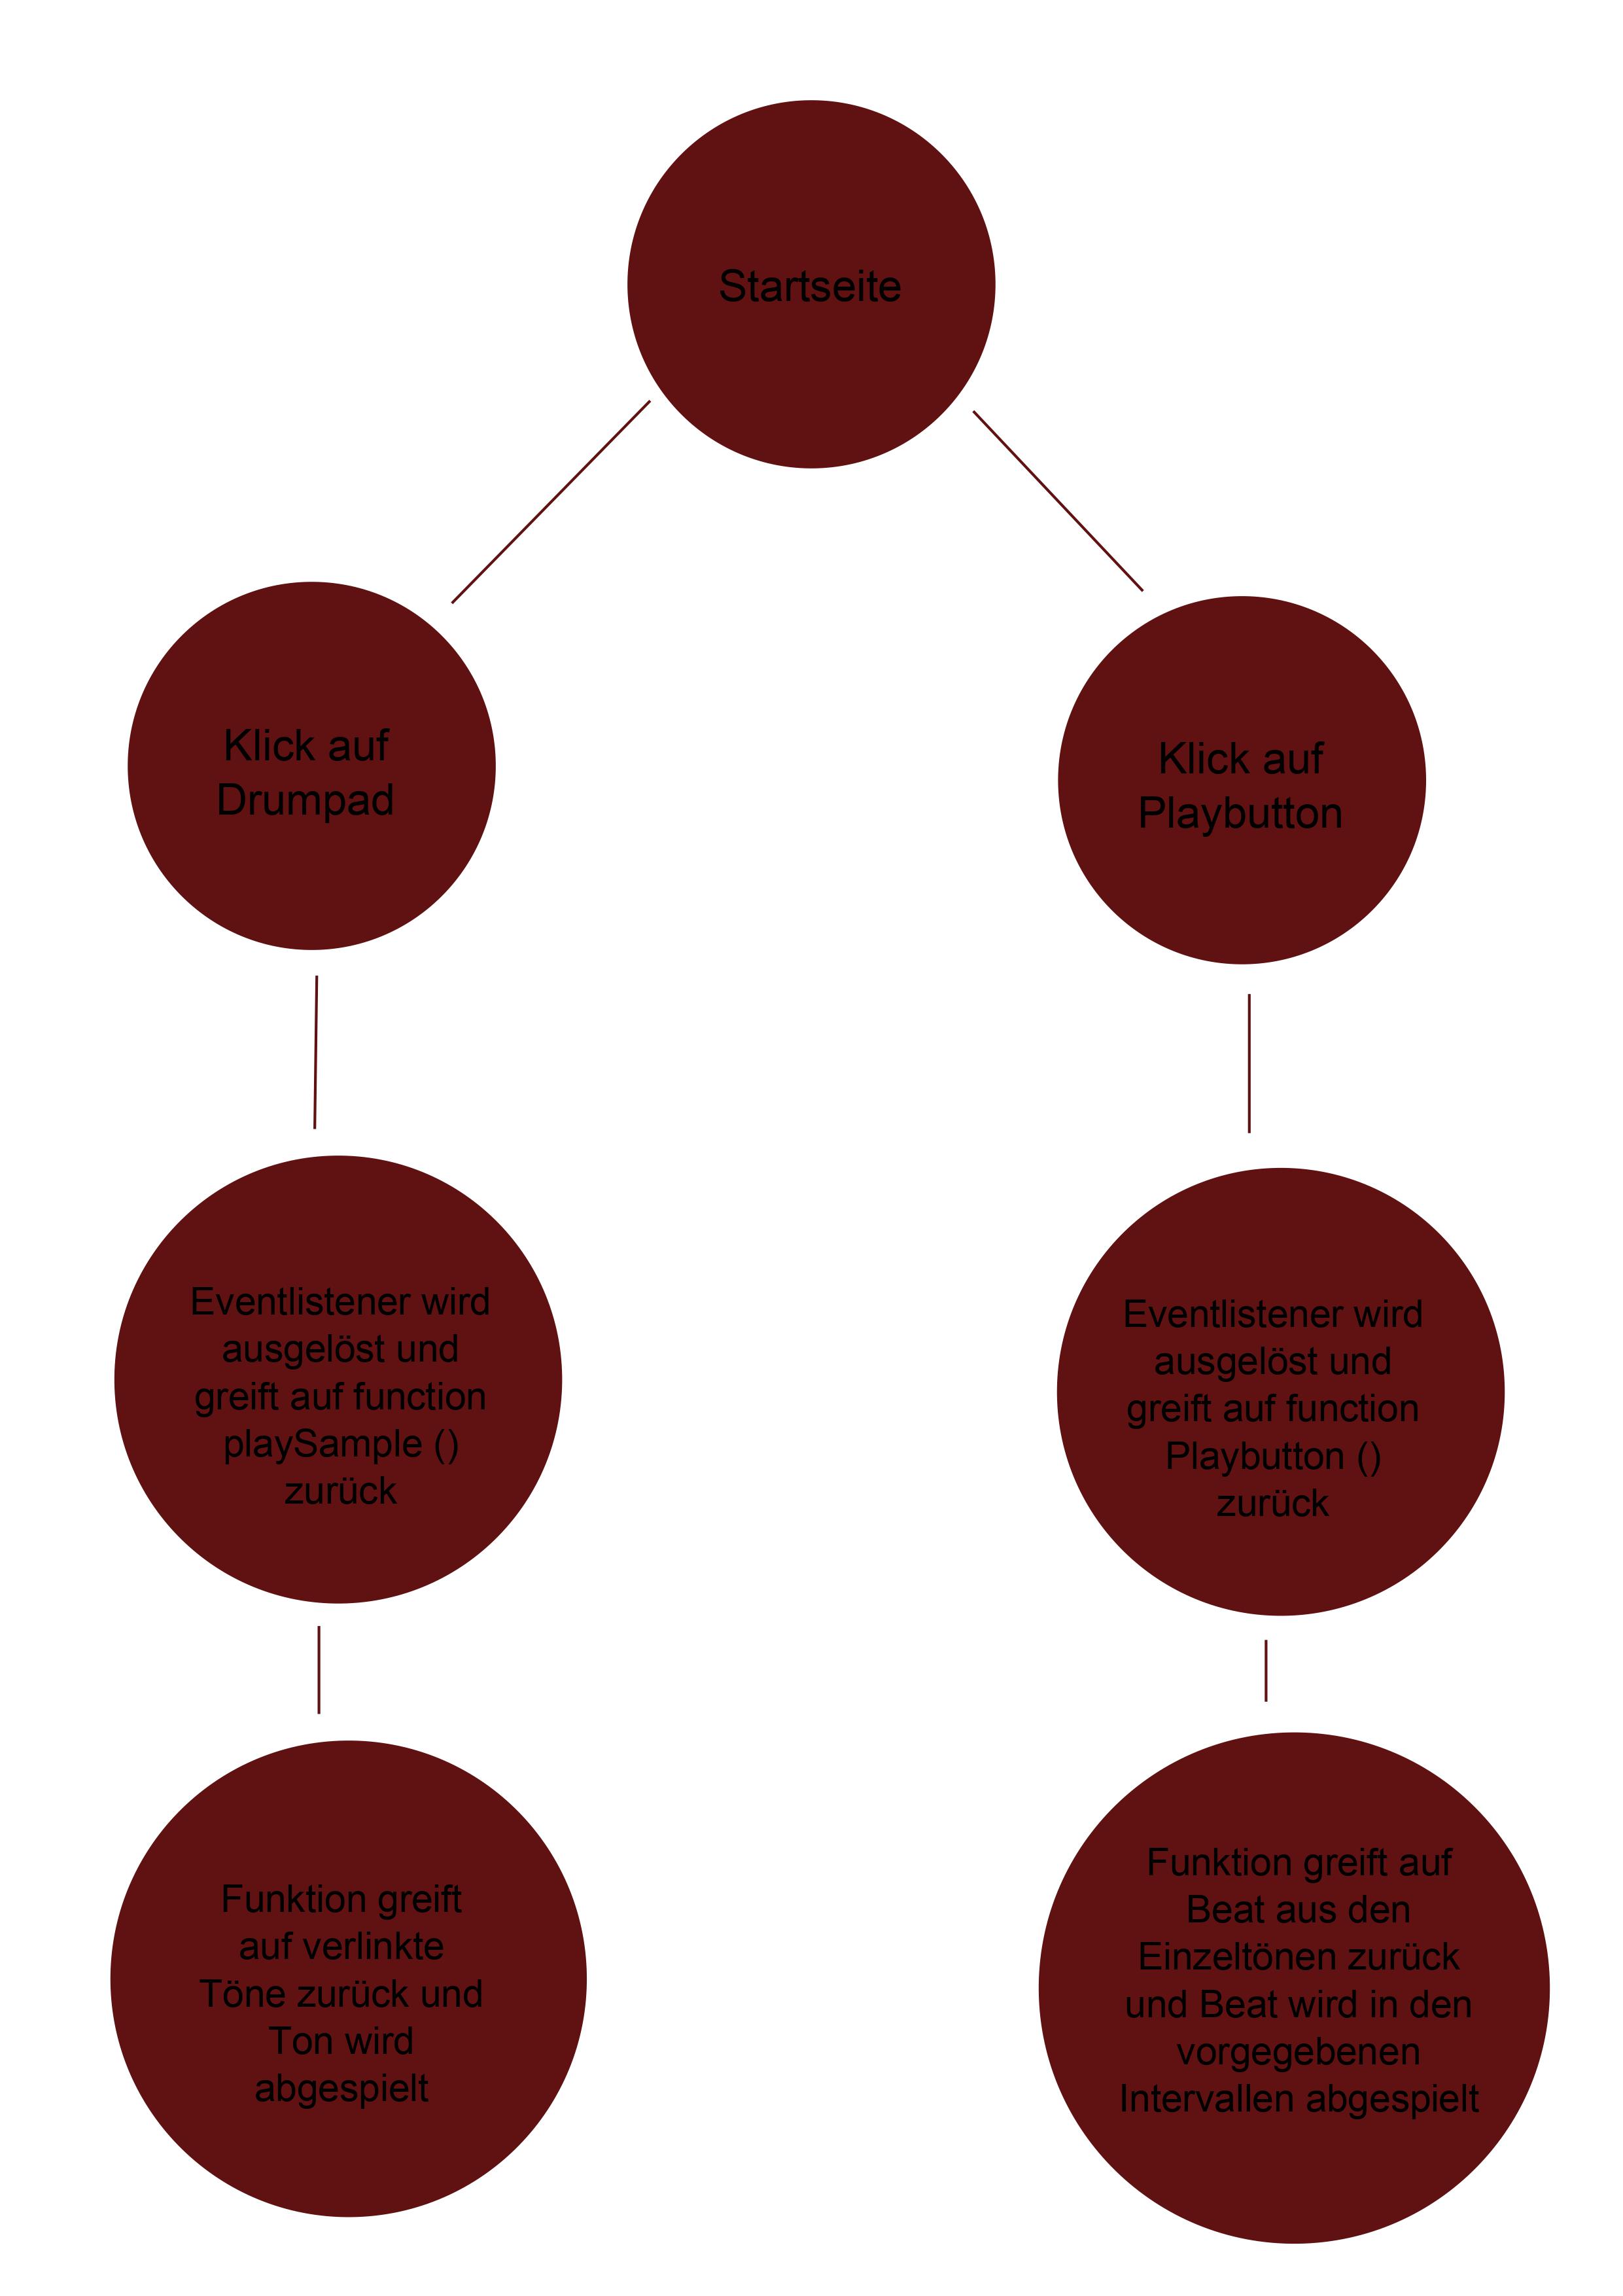 Startseite
Klick auf
Drumpad
Klick auf
Playbutton
Eventlistener wird
ausgelöst und
greift auf function
playSample ()
zurück
Eventlistener wird
ausgelöst und
greift auf function
Playbutton ()
zurück
Funktion greift
auf verlinkte
Töne zurück und
Ton wird
abgespielt
Funktion greift auf
Beat aus den
Einzeltönen zurück
und Beat wird in den
vorgegebenen
Intervallen abgespielt